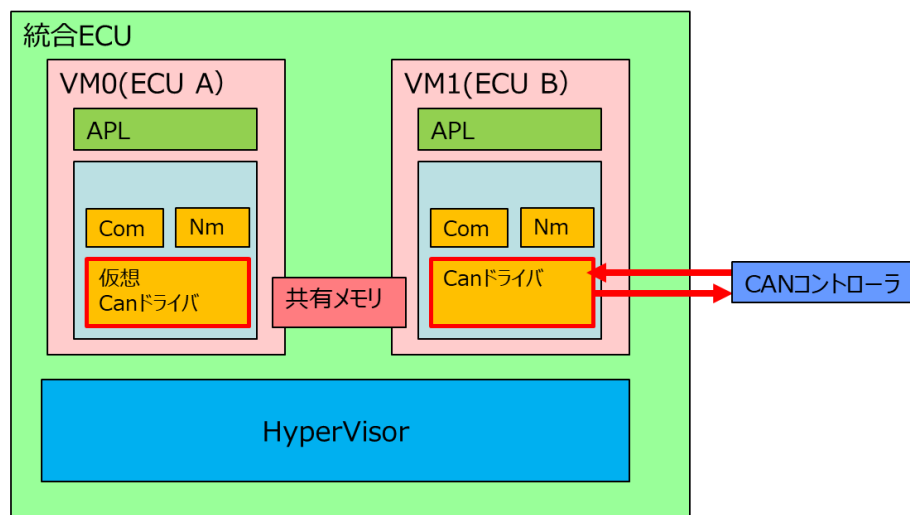 統合ECU
VM0(ECU A)
APL
Com
Nm
仮想
Canドライバ
共有メモリ
VM1(ECU B)
APL
Com
Nm
Canドライバ
CANコントローラ
HyperVisor